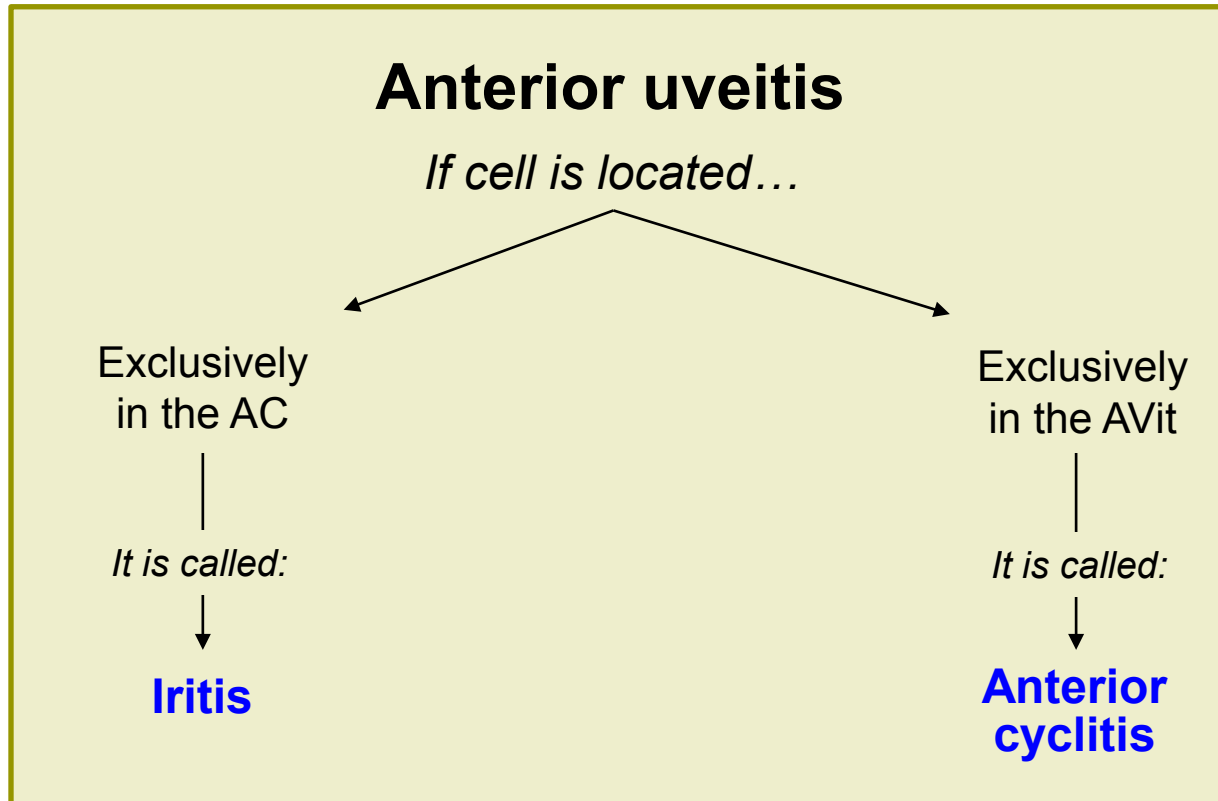 Anterior uveitis
If cell is located…
Exclusively
in the AC
It is called:
Iritis
Exclusively
in the AVit
It is called:
Anterior
cyclitis